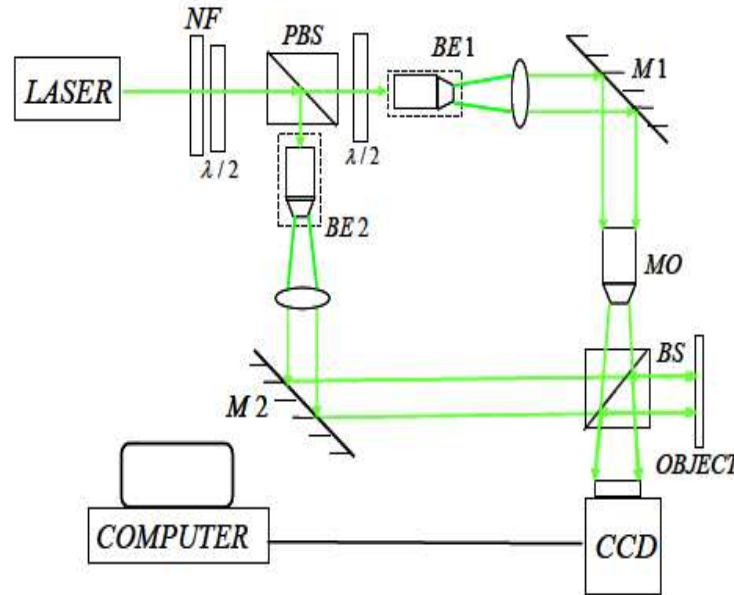 NF
PBS
BE1
M1
LASER
λ/2
λ/2
BE2
MO
BS
M2
OBJECT
COMPUTER
CCD